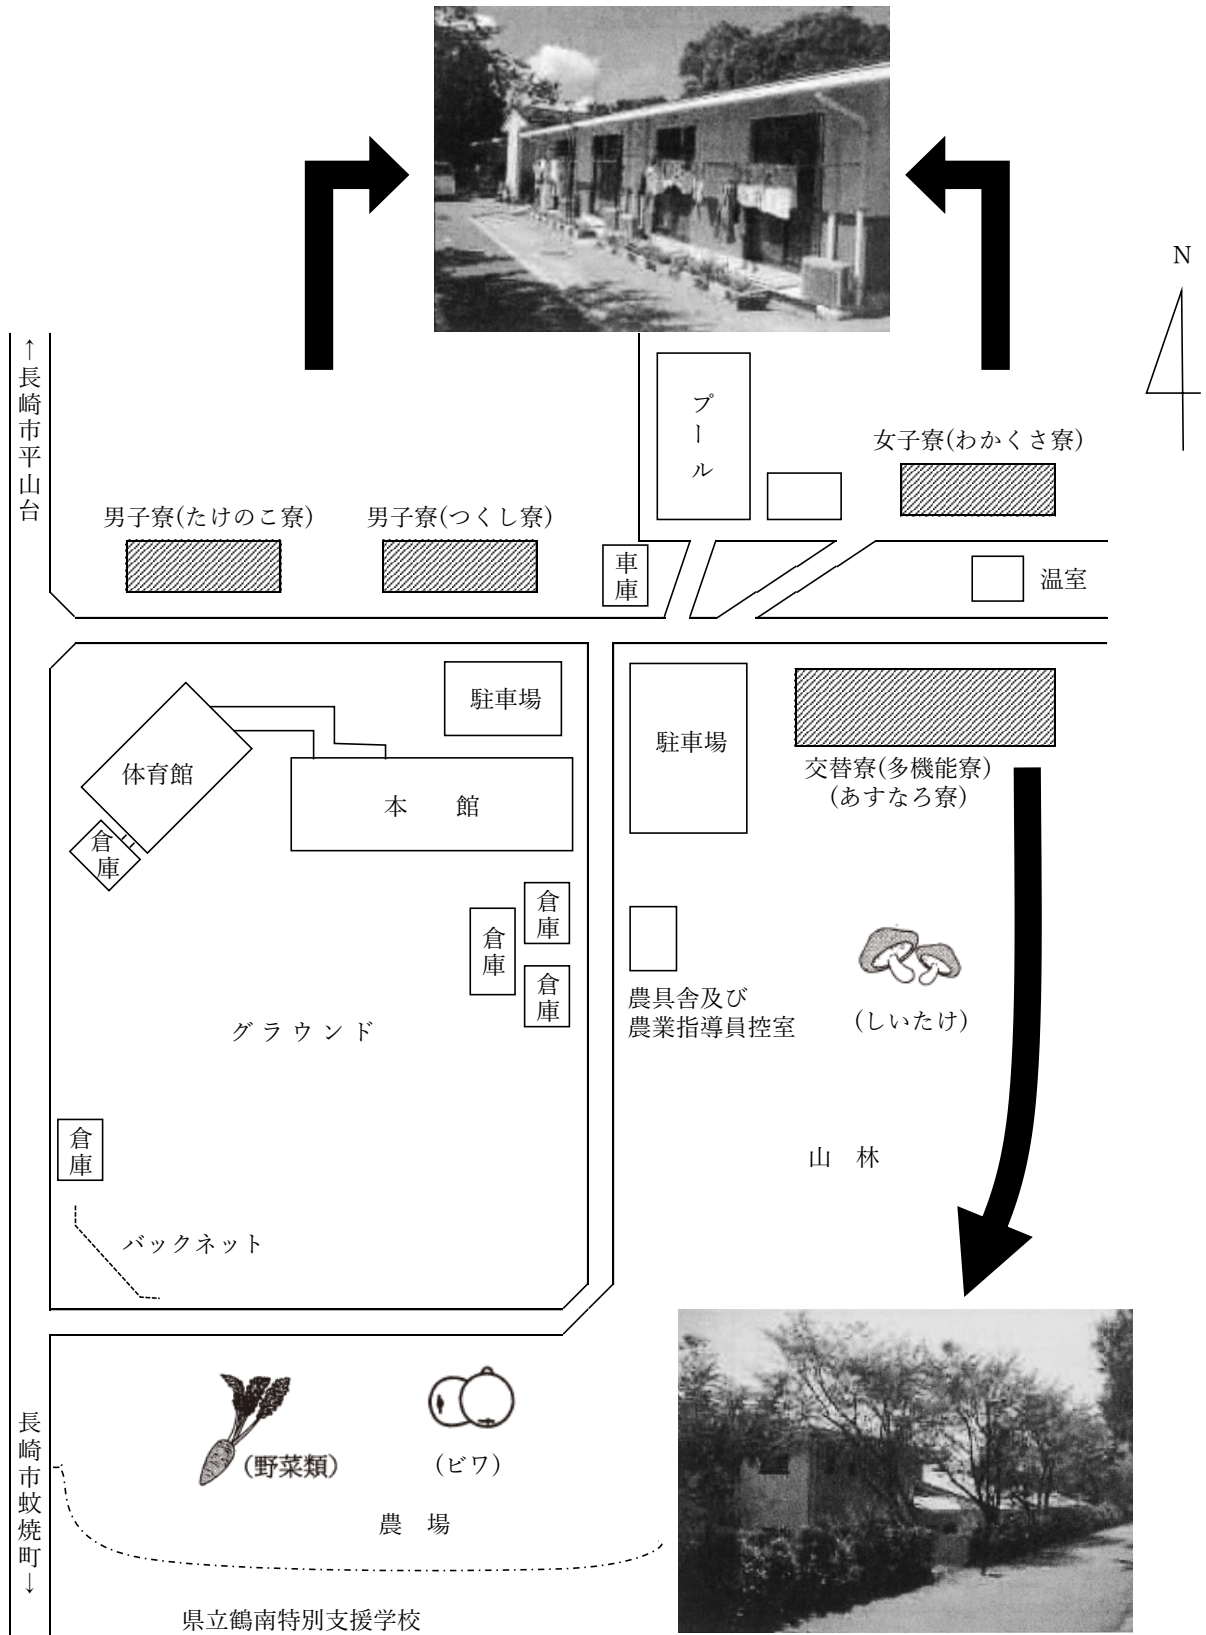 N
↑長崎市平山台
プール
女子寮(わかくさ寮)
男子寮(たけのこ寮)
男子寮(つくし寮)
車庫
温室
駐車場
駐車場
体育館
本　館
交替寮(多機能寮)
(あすなろ寮)
倉庫
倉庫
倉庫
倉庫
農具舎及び
農業指導員控室
(しいたけ)
グラウンド
倉庫
山　林
バックネット
長崎市蚊焼町↓
(野菜類)
(ビワ)
農　場
県立鶴南特別支援学校